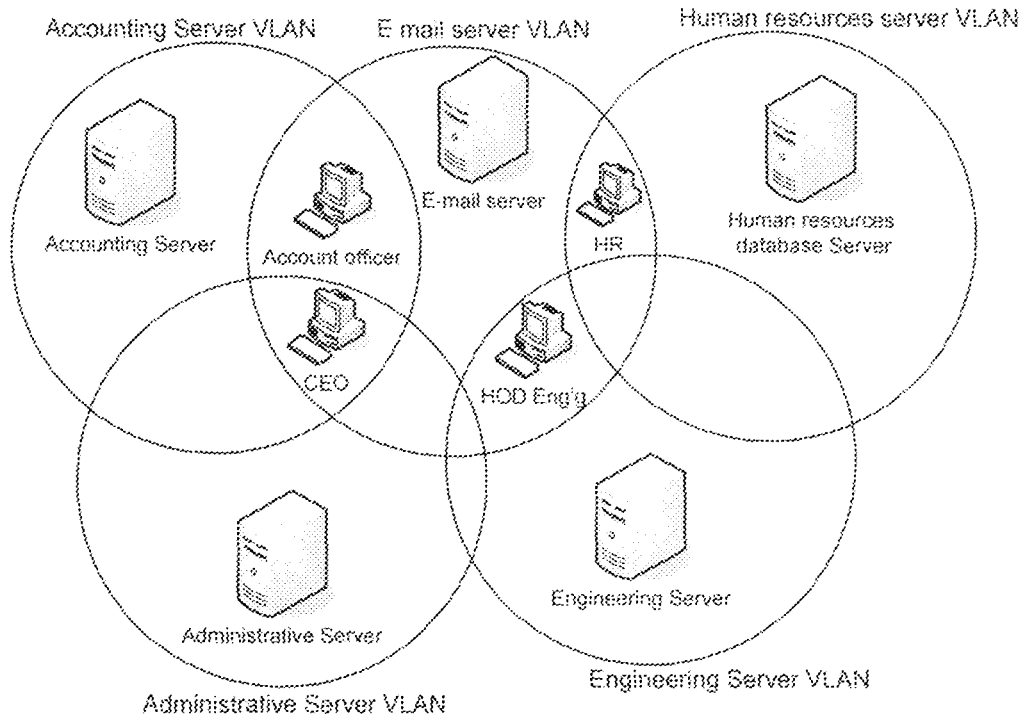 Accounting Server VLAN
E mail server VLAN
Human resources server VLAN
Accounting Server
Account officer
E-mail server
HR
Human resources
database Server
CEO
HOD Eng'g
Administrative Server
Engineering Server
Administrative Server VLAN
Engineering Server VLAN